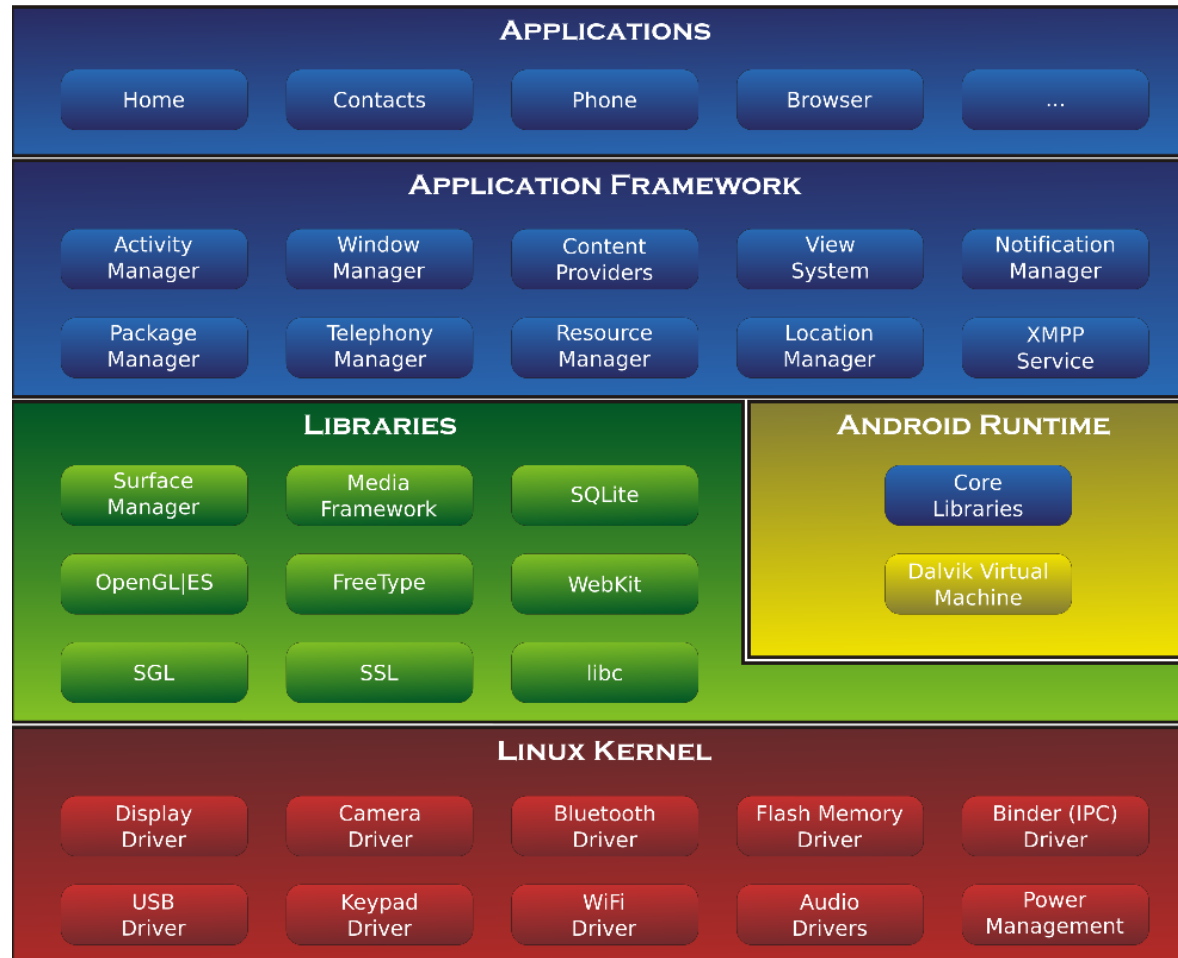 APPLICATIONS
Home
Contacts
Phone
Browser
...
APPLICATION FRAMEWORK
Activity
Manager
Window
Manager
Content
Providers
View
System
Notification
Manager
Package
Manager
Telephony
Manager
Resource
Manager
Location
Manager
XMPP
Service
LIBRARIES
Surface
Manager
Media
Framework
SQLite
OpenGL|ES
FreeType
WebKit
SGL
SSL
libc
ANDROID RUNTIME
Core
Libraries
Dalvik Virtual
Machine
LINUX KERNEL
Display
Driver
Camera
Driver
Bluetooth
Driver
Flash Memory
Driver
Binder (IPC)
Driver
USB
Driver
Keypad
Driver
WiFi
Driver
Audio
Drivers
Power
Management